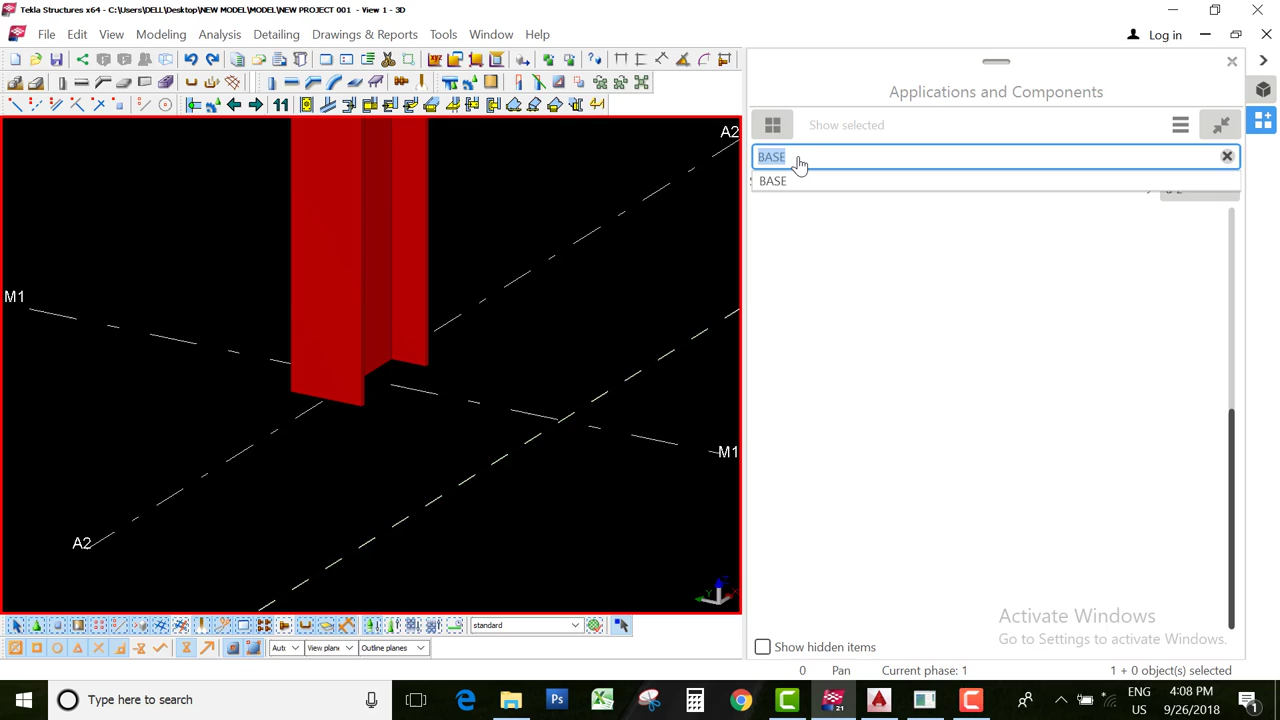 Tekla Structures x64 - C:\Users\DELL\Desktop\NEW MODEL\MODEL\NEW PROJECT 001 - View 1 - 3D
File Edit View Modeling Analysis Detailing Drawings & Reports Tools Window Help
Log in
Applications and Components
Show selected
BASE
BASE
A2
M1
M1
A2
standard
Auto
View plane
Outline planes
Show hidden items
Activate Windows
Go to Settings to activate Windows.
0 Pan Current phase: 1 1 + 0 object(s) selected
Type here to search
ENG
US
4:08 PM
9/26/2018